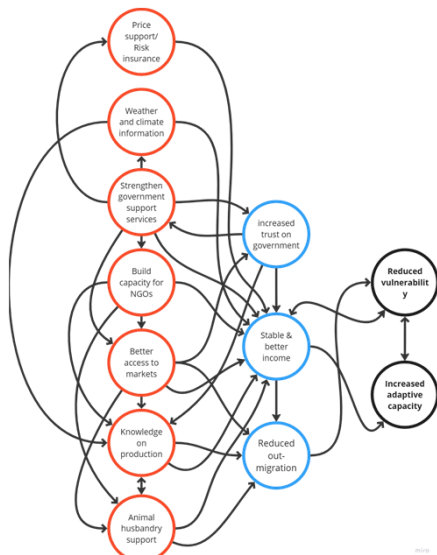 Price
support/
Risk
insurance
Weather
and climate
information
Strengthen
government
support
services
increased
trust on
government
Build
capacity for
NGOs
Reduced
vulnerabilit
y
Better
access to
markets
Stable &
better
income
Increased
adaptive
capacity
Knowledge
on
production
Reduced
out-
migration
Animal
husbandry
support